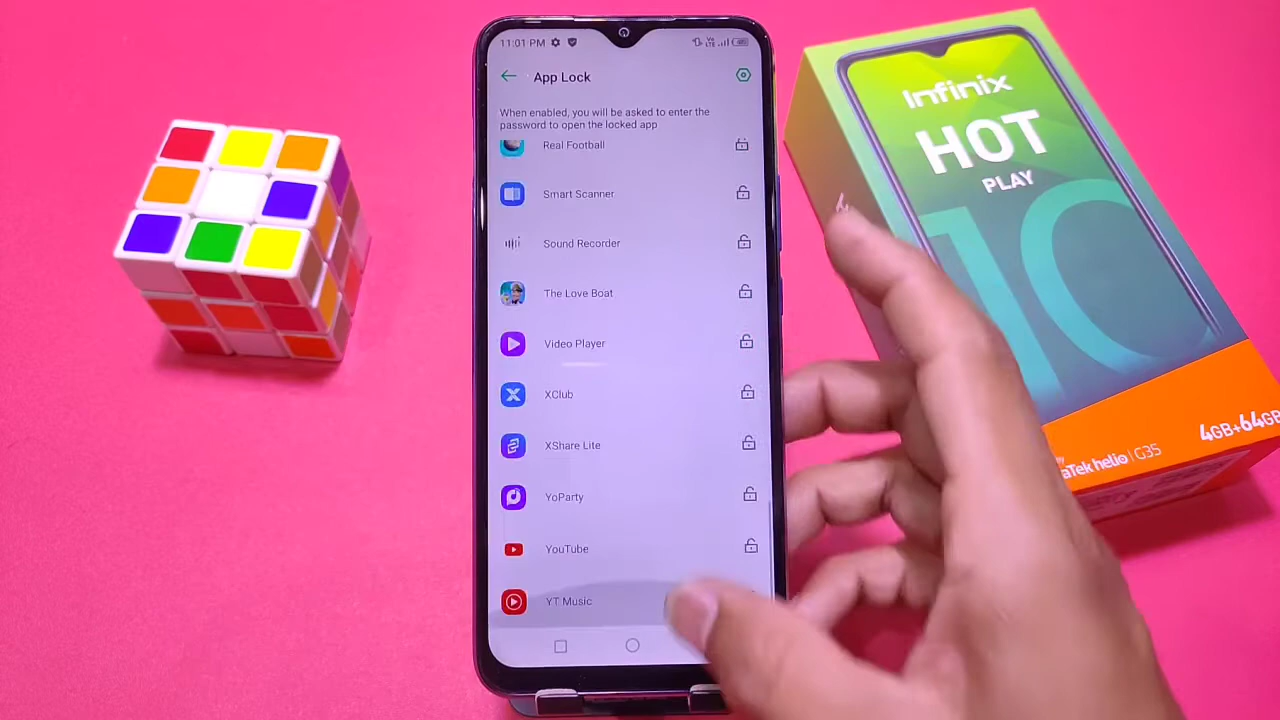 11:01 PM
App Lock
When enabled, you will be asked to enter the
password to open the locked app
Real Football
Smart Scanner
Sound Recorder
The Love Boat
Video Player
XClub
XShare Lite
YoParty
YouTube
YT Music
Infinix
HOT
PLAY
10
4GB+64GB
helio G35